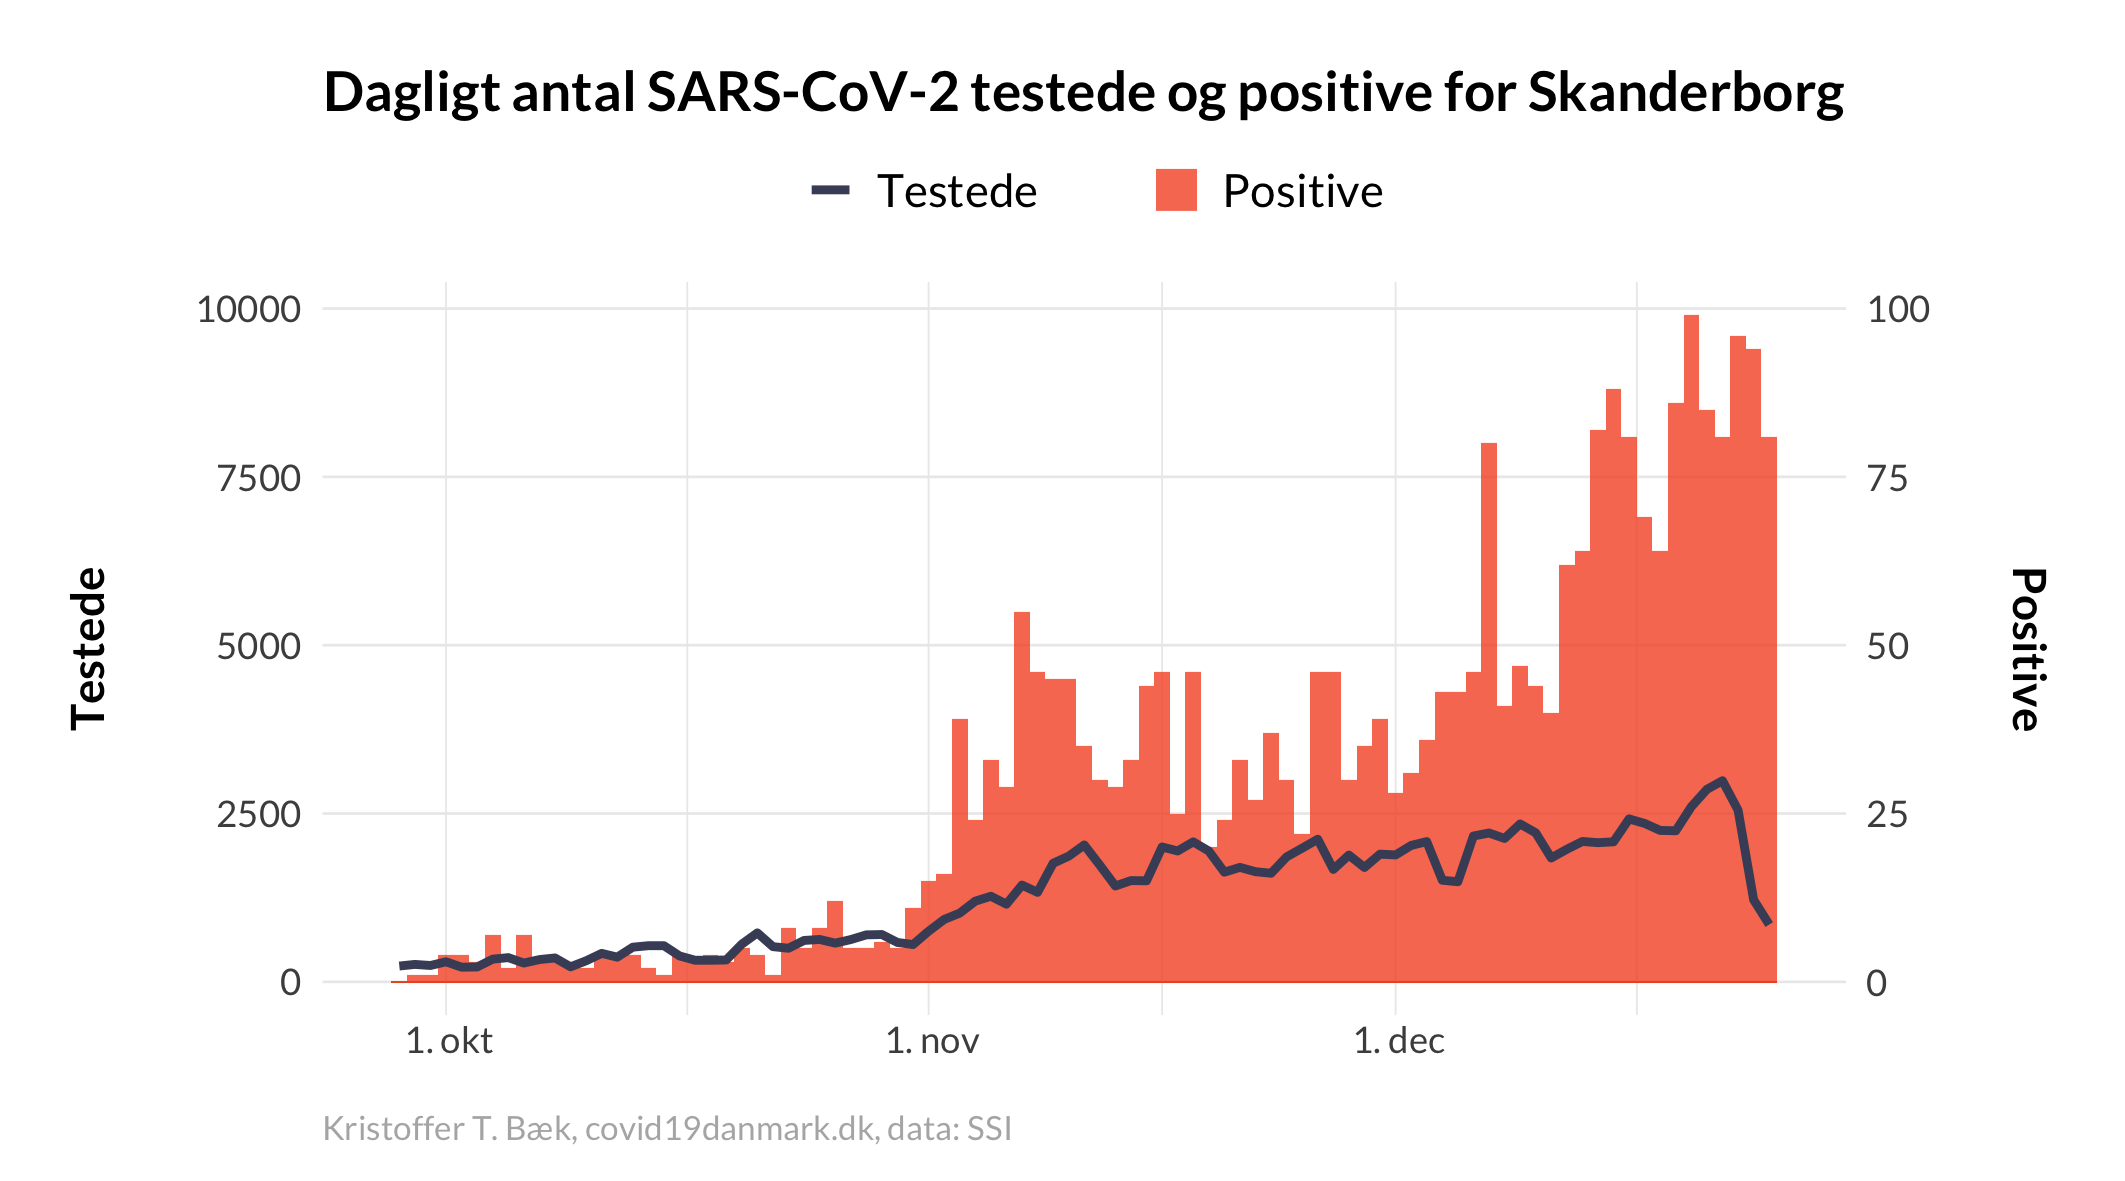 Dagligt antal SARS-CoV-2 testede og positive for Skanderborg
Testede
Positive
10000
7500
5000
2500
0
100
75
50
25
0
Testede
Positive
1. okt
1. nov
1. dec
Kristoffer T. Bæk, covid19danmark.dk, data: SSI